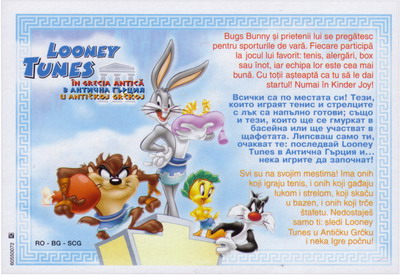 LOONEY
TUNES
ÎN GRECIA ANTICĂ
В АНТИЧНА ГЪРЦИЯ
U ANTIČKOJ GRČKOJ
Bugs Bunny și prietenii lui se pregătesc
pentru sporturile de vară. Fiecare participă
la jocul lui favorit: tenis, alergări, box
sau înot, iar echipa lor este cea mai
bună. Cu toții așteaptă ca tu să le dai
startul! Numai în Kinder Joy!
Всички са по местата си! Тези,
които играят тенис и стрелците
с лък са напълно готови; също
и тези, които ще се гмуркат в
басейна или ще участват в
щафетата. Липсваш само ти,
очакват те: последвай Looney
Tunes в Антична Гърция и...
нека игрите да започнат!
Svi su na svojim mestima! Ima onih
koji igraju tenis, i onih koji gađaju
lukom i strelom, koji skaču
u bazen, i onih koji trče
štafetu. Nedostaješ
samo ti: sledi Looney
Tunes u Antičku Grčku
i neka Igre počnu!
RO - BG - SCG
60550072